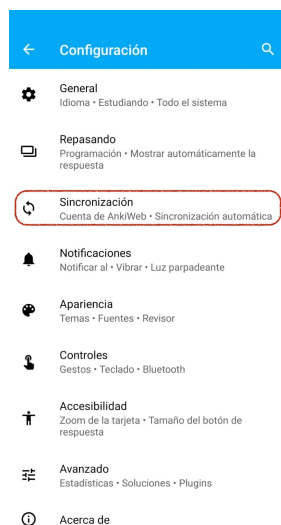 Configuración
General
Idioma • Estudiando • Todo el sistema
Repasando
Programación • Mostrar automáticamente la
respuesta
Sincronización
Cuenta de AnkiWeb • Sincronización automática
Notificaciones
Notificar al • Vibrar • Luz parpadeante
Apariencia
Temas • Fuentes • Revisor
Controles
Gestos • Teclado • Bluetooth
Accesibilidad
Zoom de la tarjeta • Tamaño del botón de
respuesta
Avanzado
Estadísticas • Soluciones • Plugins
Acerca de